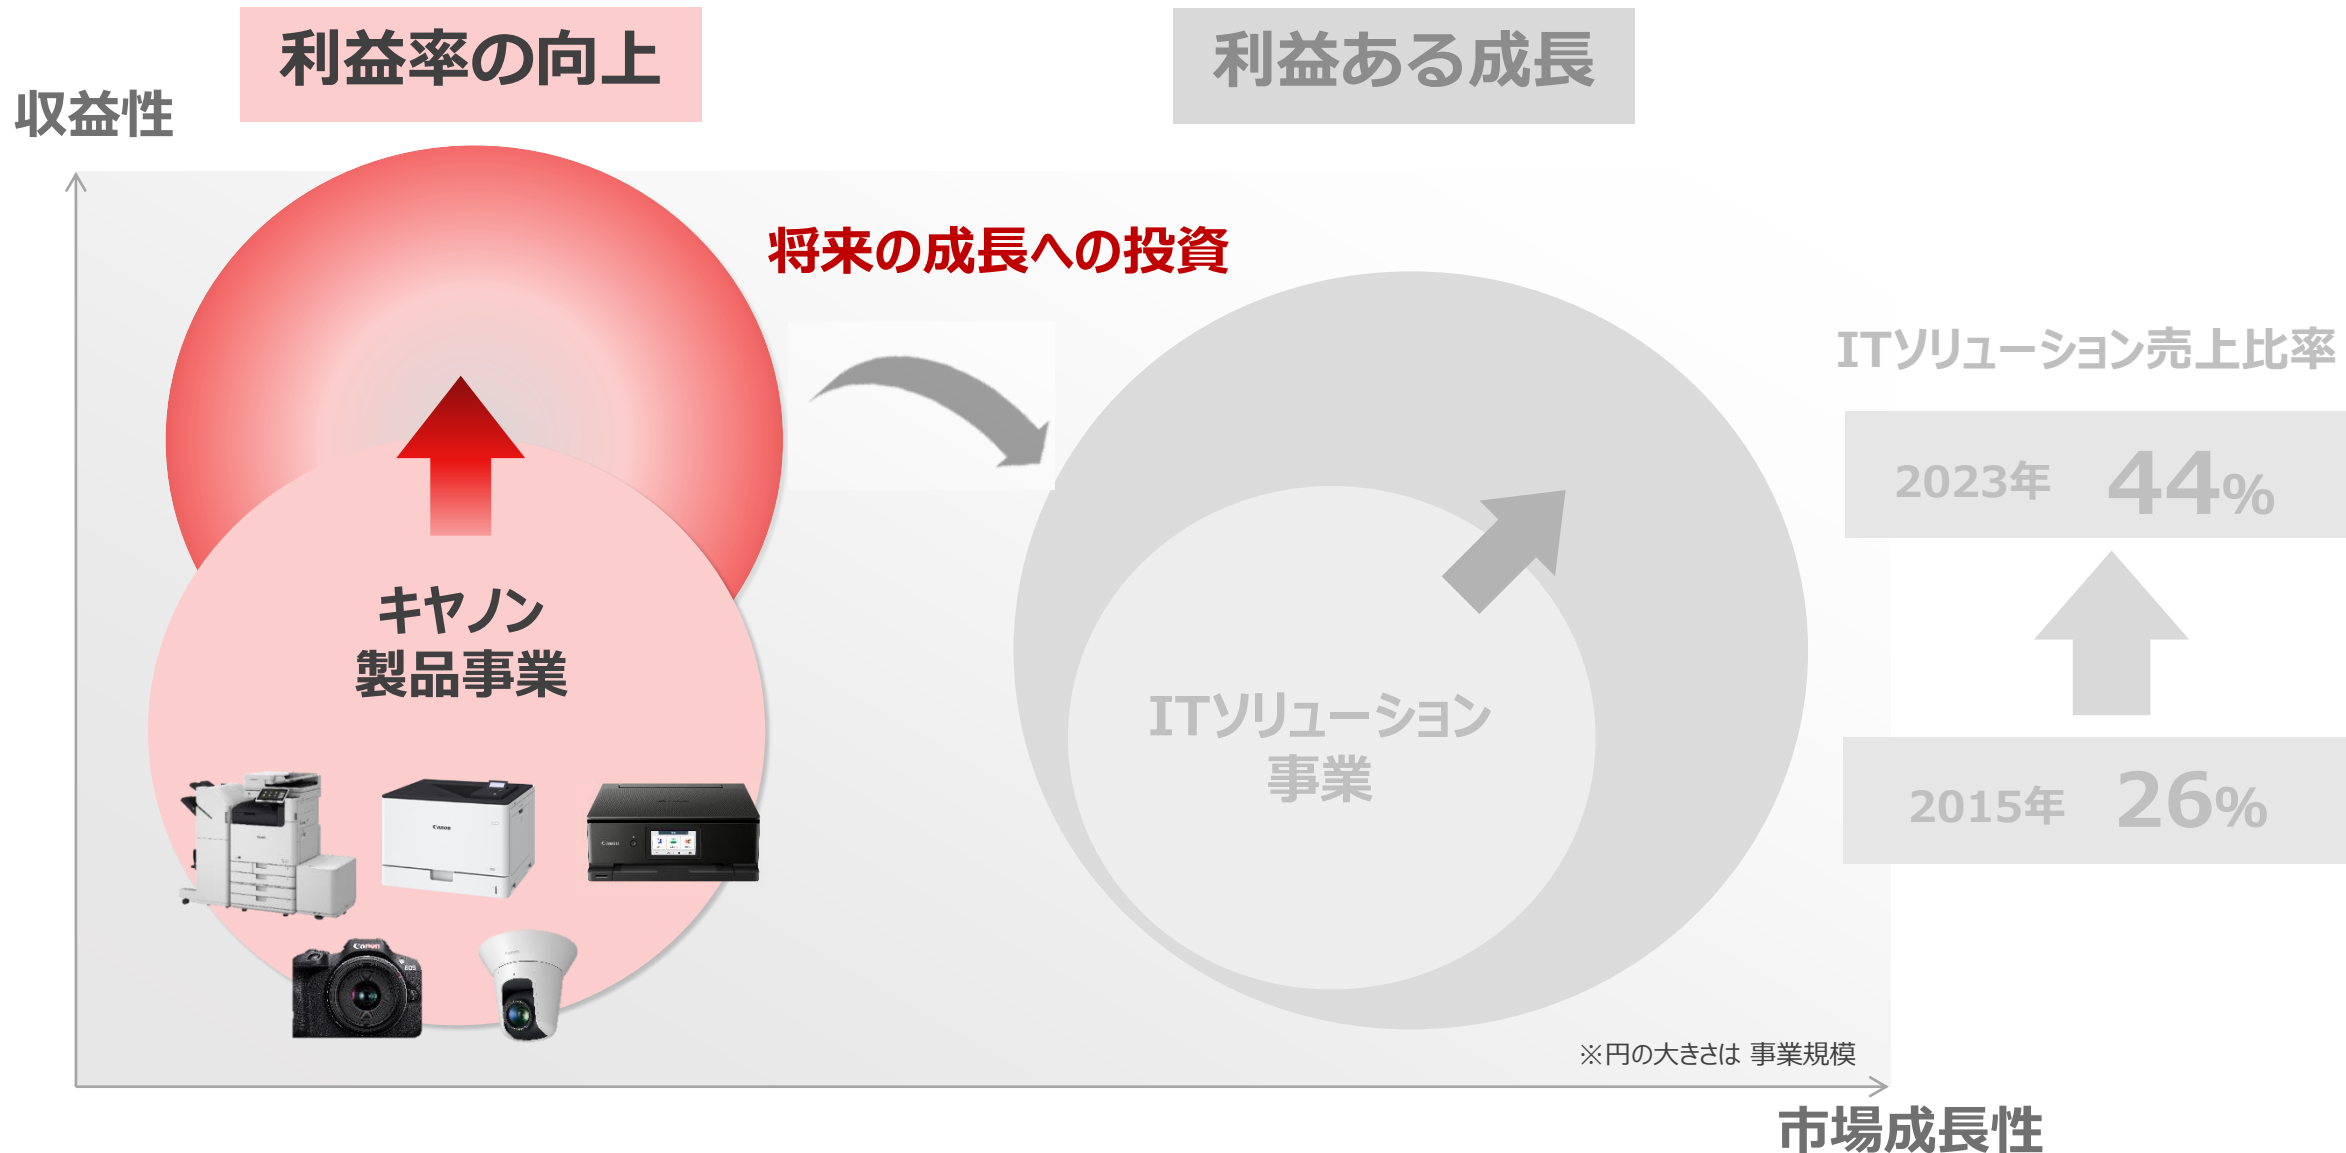 利益率の向上
利益ある成長
収益性
将来の成長への投資
ITソリューション売上比率
2023年 44%
キヤノン
製品事業
ITソリューション
事業
2015年 26%
Canon
Canon
Canon
EOS
※円の大きさは 事業規模
市場成長性